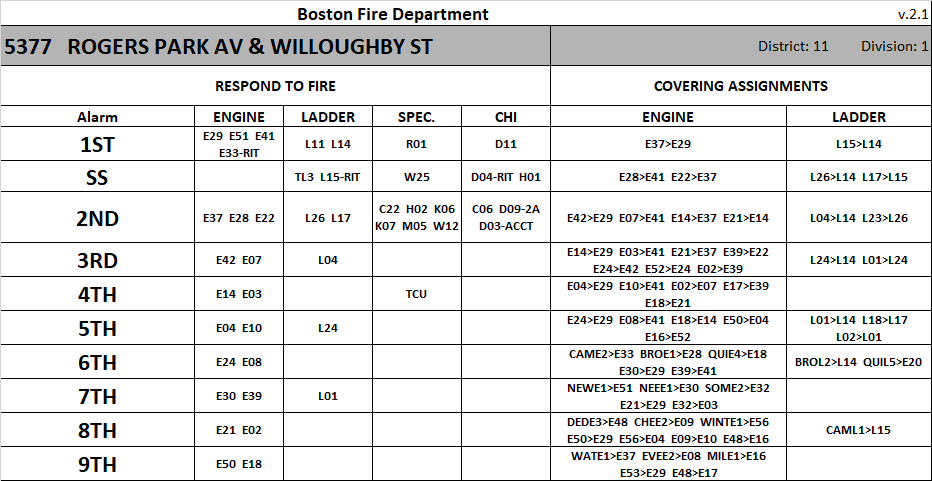 Boston Fire Department v.2.1
5377 ROGERS PARK AV & WILLOUGHBY ST District: 11 Division: 1
RESPOND TO FIRE COVERING ASSIGNMENTS
Alarm ENGINE LADDER SPEC. CHI ENGINE LADDER
1ST E29 E51 E41 L11 L14 R01 D11 E37>E29 L15>L14
E33-RIT
SS TL3 L15-RIT W25 D04-RIT H01 E28>E41 E22>E37 L26>L14 L17>L15
2ND E37 E28 E22 L26 L17 C22 H02 K06 C06 D09-2A E42>E29 E07>E41 E14>E37 E21>E14 L04>L14 L23>L26
K07 M05 W12 D03-ACCT
3RD E42 E07 L04 E14>E29 E03>E41 E21>E37 E39>E22 L24>L14 L01>L24
E24>E42 E52>E24 E02>E39
4TH E14 E03 TCU E04>E29 E10>E41 E02>E07 E17>E39
E18>E21
5TH E04 E10 L24 E24>E29 E08>E41 E18>E14 E50>E04 L01>L14 L18>L17
E16>E52 L02>L01
6TH E24 E08 CAME2>E33 BROE1>E28 QUIE4>E18 BROL2>L14 QUIL5>E20
E30>E29 E39>E41
7TH E30 E39 L01 NEWE1>E51 NEEE1>E30 SOME2>E32
E21>E29 E32>E03
8TH E21 E02 DEDE3>E48 CHEE2>E09 WINTE1>E56 CAML1>L15
E50>E29 E56>E04 E09>E10 E48>E16
9TH E50 E18 WATE1>E37 EVEE2>E08 MILE1>E16
E53>E29 E48>E17